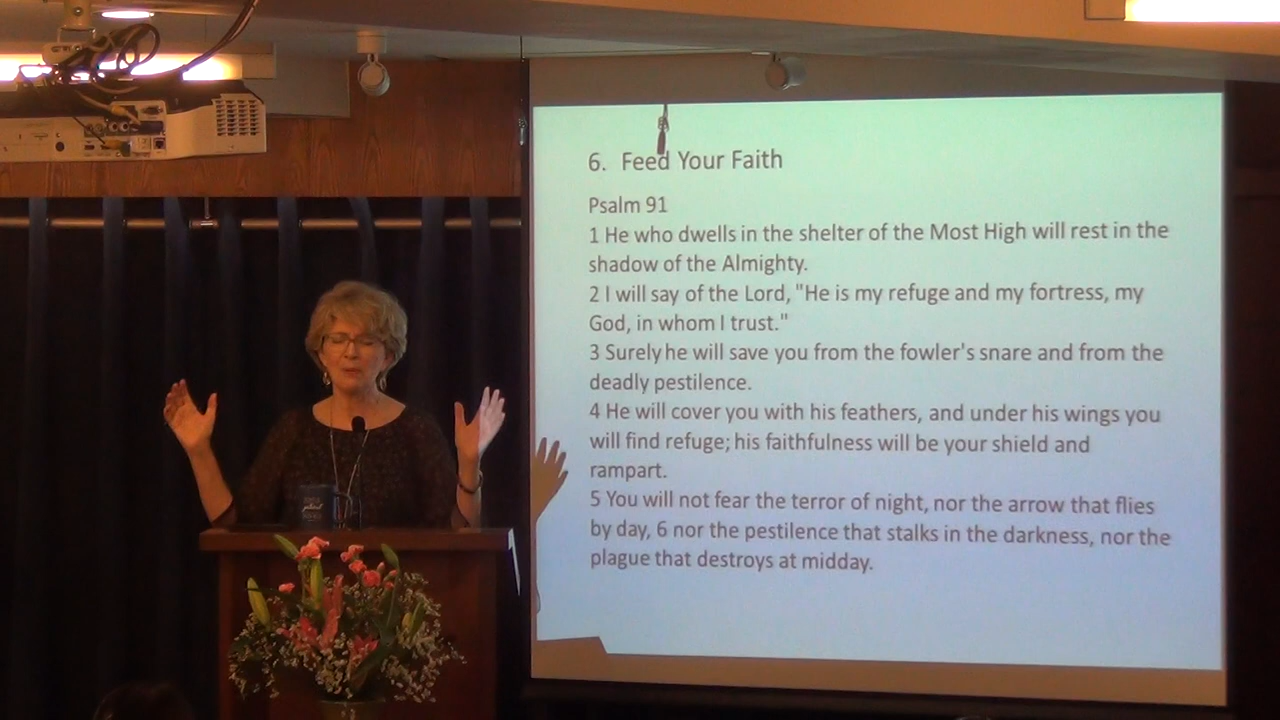 6. Feed Your Faith
Psalm 91
1 He who dwells in the shelter of the Most High will rest in the
shadow of the Almighty.
2 I will say of the Lord, "He is my refuge and my fortress, my
God, in whom I trust."
3 Surely he will save you from the fowler's snare and from the
deadly pestilence.
4 He will cover you with his feathers, and under his wings you
will find refuge; his faithfulness will be your shield and
rampart.
5 You will not fear the terror of night, nor the arrow that flies
by day, 6 nor the pestilence that stalks in the darkness, nor the
plague that destroys at midday.